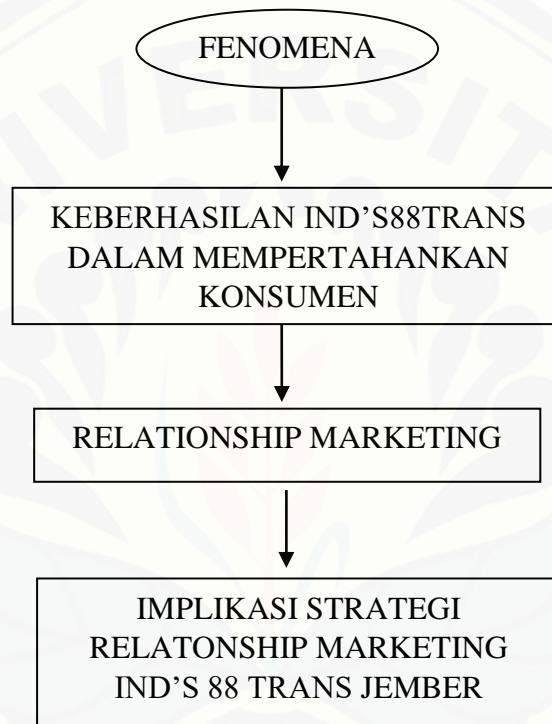 FENOMENA
KEBERHASILAN IND’S88TRANS
DALAM MEMPERTAHANKAN
KONSUMEN
RELATIONSHIP MARKETING
IMPLIKASI STRATEGI
RELATONSHIP MARKETING
IND’S 88 TRANS JEMBER